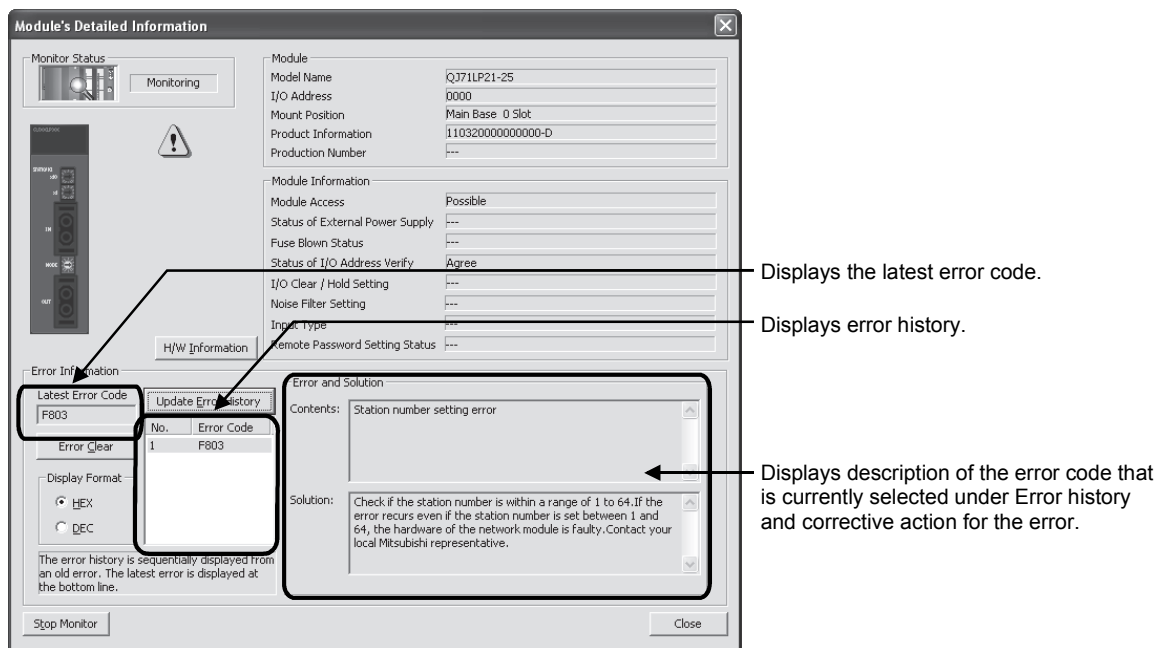 Module's Detailed Information
Monitor Status
Monitoring
Module
Model Name QJ71LP21-25
I/O Address 0000
Mount Position Main Base 0 Slot
Product Information 110320000000000-D
Production Number ---
Module Information
Module Access Possible
Status of External Power Supply ---
Fuse Blown Status ---
Status of I/O Address Verify Agree
I/O Clear / Hold Setting ---
Noise Filter Setting ---
Input Type ---
Remote Password Setting Status ---
IN
MODE
OUT
H/W Information
Error Information
Latest Error Code
F803
Error Clear
Display Format
HEX
DEC
The error history is sequentially displayed from
an old error. The latest error is displayed at
the bottom line.
Update Error History
No. Error Code
1 F803
Error and Solution
Contents: Station number setting error
Solution: Check if the station number is within a range of 1 to 64.If the
error recurs even if the station number is set between 1 and
64, the hardware of the network module is faulty.Contact your
local Mitsubishi representative.
Stop Monitor
Close
Displays the latest error code.
Displays error history.
Displays description of the error code that
is currently selected under Error history
and corrective action for the error.